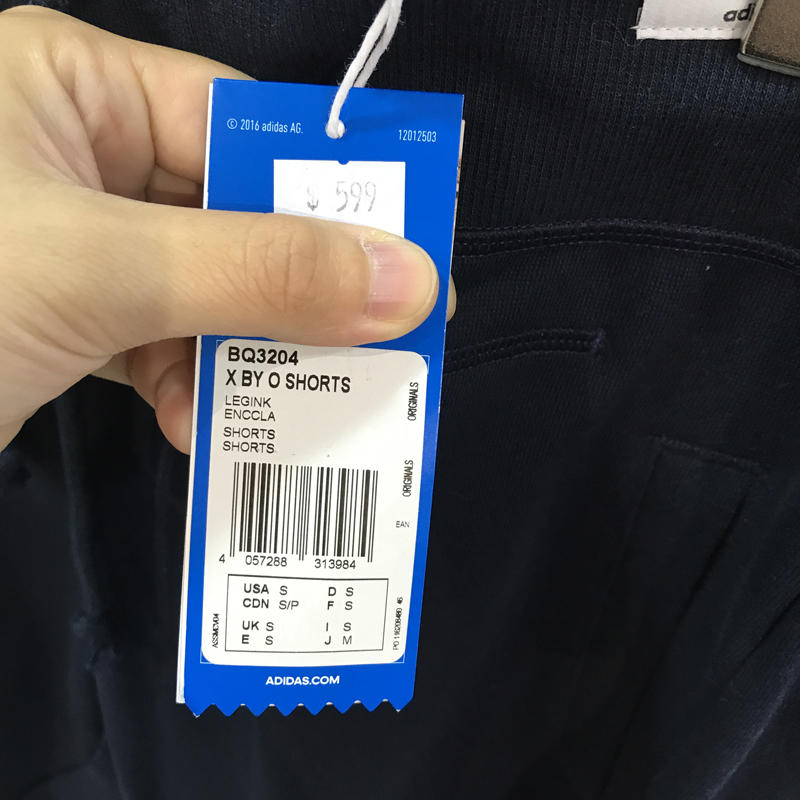 adi
© 2016 adidas AG.
12012503
$ 599
BQ3204
X BY O SHORTS
LEGINK
ENCCLA
SHORTS
SHORTS
ORIGINALS
ORIGINALS
EAN
4 057288 313984
USA S D S
CDN S/P F S
UK S I S
E S J M
ADIDAS.COM